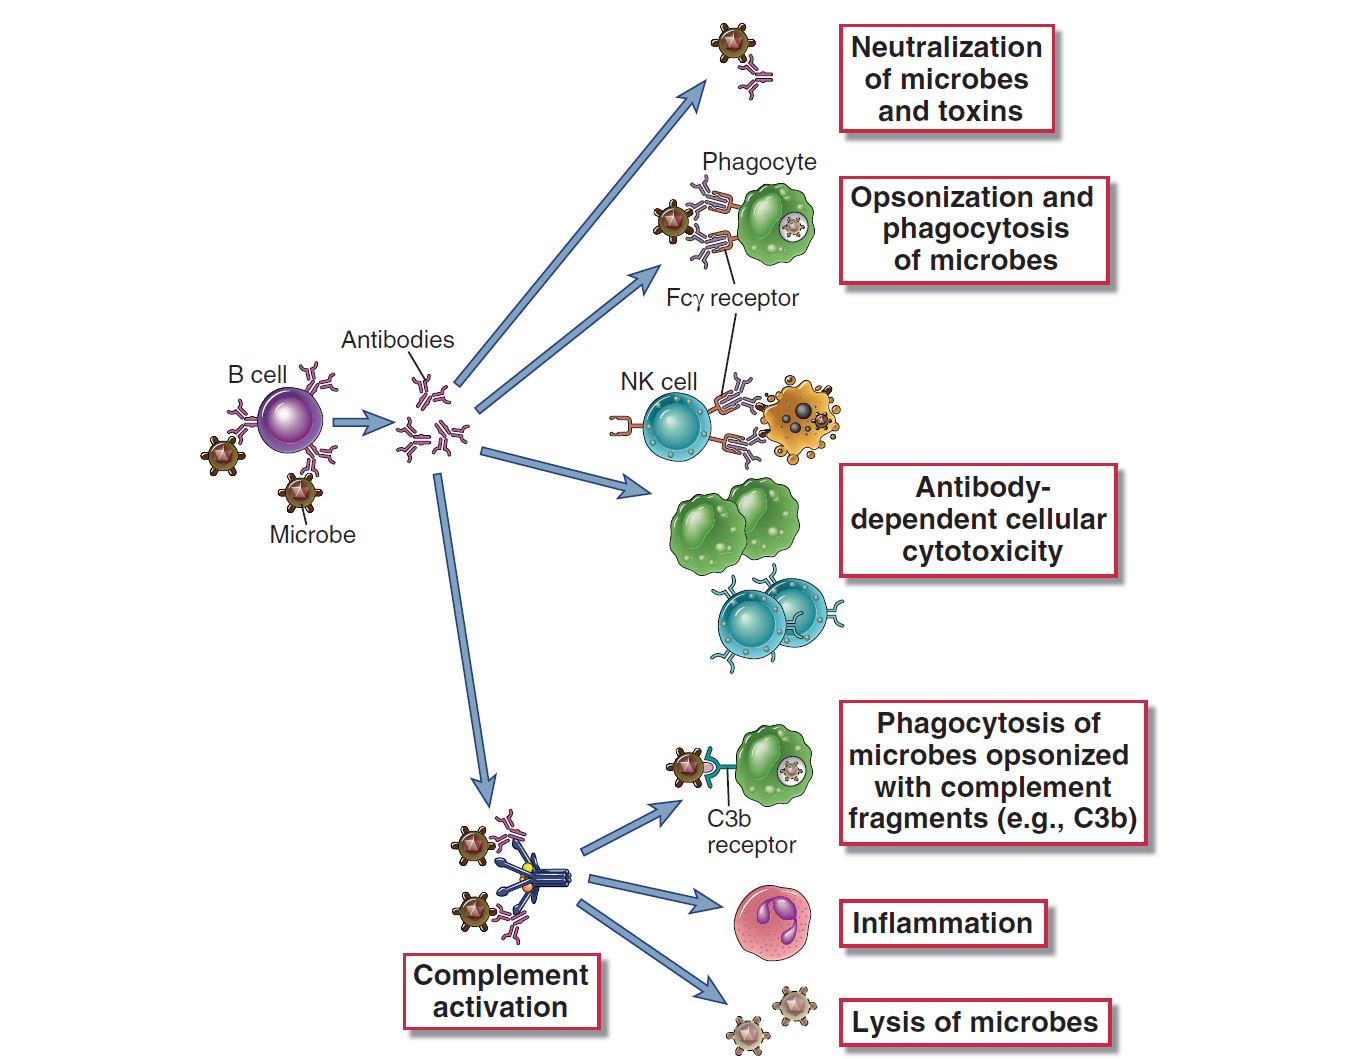 Neutralization
of microbes
and toxins
Phagocyte
Opsonization and
phagocytosis
of microbes
Fcγ receptor
Antibodies
B cell
NK cell
Microbe
Antibody-
dependent cellular
cytotoxicity
Phagocytosis of
microbes opsonized
with complement
fragments (e.g., C3b)
C3b
receptor
Inflammation
Complement
activation
Lysis of microbes